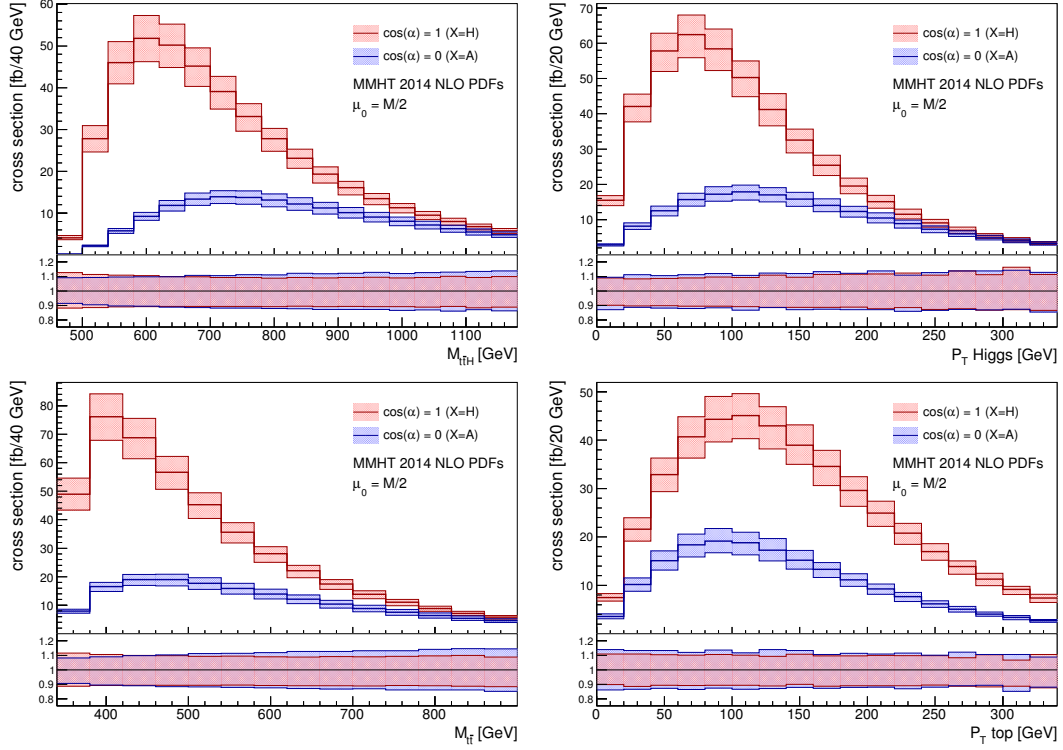 cross section [fb/40 GeV]
60
50
40
30
20
10
cos(α) = 1 (X=H)
cos(α) = 0 (X=A)
MMHT 2014 NLO PDFs
μ₀ = M/2
1.2
1.1
1
0.9
0.8
500 600 700 800 900 1000 1100
M_tt̄H [GeV]
cross section [fb/20 GeV]
70
60
50
40
30
20
10
cos(α) = 1 (X=H)
cos(α) = 0 (X=A)
MMHT 2014 NLO PDFs
μ₀ = M/2
1.2
1.1
1
0.9
0.8
0 50 100 150 200 250 300
P_T Higgs [GeV]
cross section [fb/40 GeV]
80
70
60
50
40
30
20
10
cos(α) = 1 (X=H)
cos(α) = 0 (X=A)
MMHT 2014 NLO PDFs
μ₀ = M/2
1.2
1.1
1
0.9
0.8
400 500 600 700 800
M_tt̄ [GeV]
cross section [fb/20 GeV]
50
40
30
20
10
cos(α) = 1 (X=H)
cos(α) = 0 (X=A)
MMHT 2014 NLO PDFs
μ₀ = M/2
1.2
1.1
1
0.9
0.8
0 50 100 150 200 250 300
P_T top [GeV]